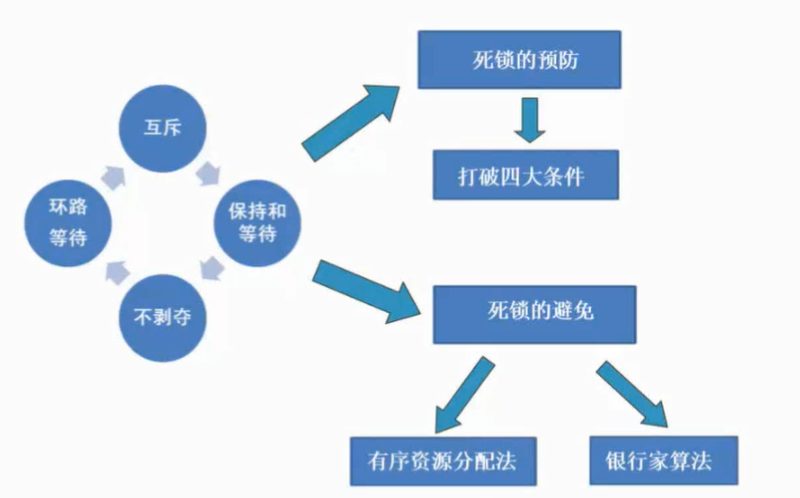 互斥
保持和
等待
不剥夺
环路
等待
死锁的预防
打破四大条件
死锁的避免
有序资源分配法
银行家算法